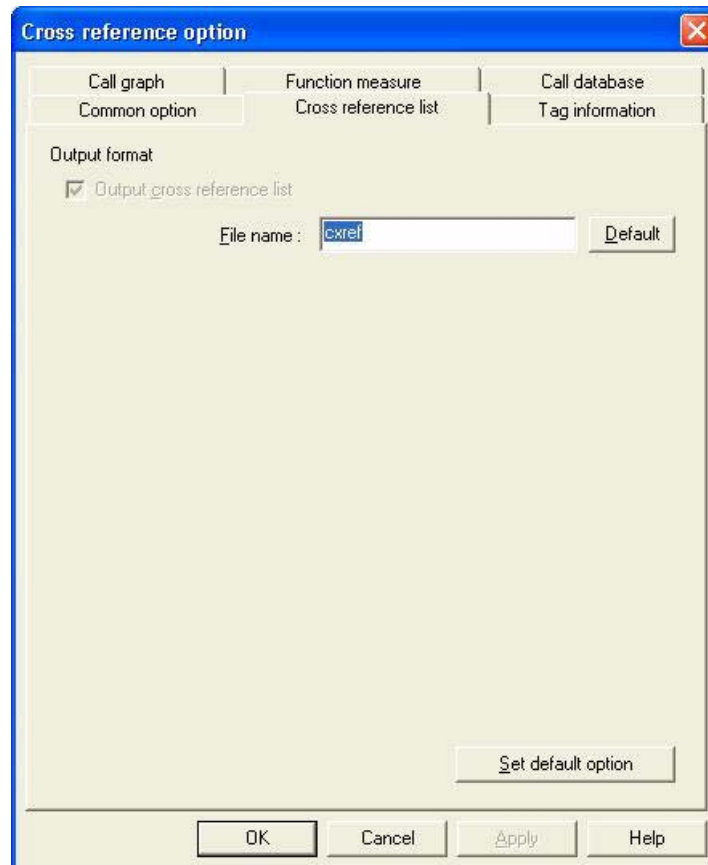 Cross reference option
Call graph Function measure Call database
Common option Cross reference list Tag information
Output format
Output cross reference list
File name : cxref Default
Set default option
OK Cancel Apply Help